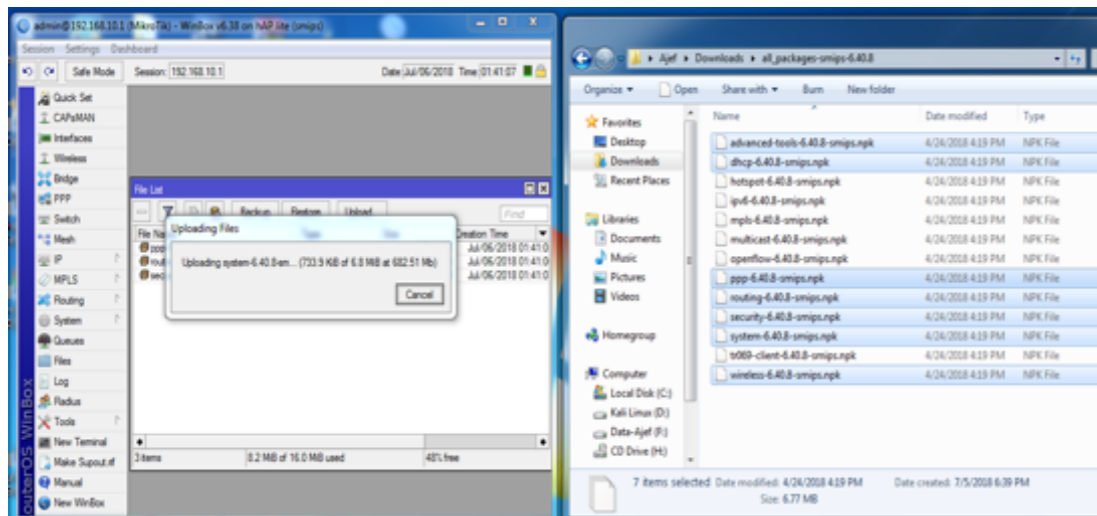 admin@192.168.10.1 (MikroTik) - WinBox v6.38 on hAP lite (smips)
Session Settings Dashboard
Safe Mode Session: 192.168.10.1 Date: Jul/06/2018 Time: 01:41:07
Quick Set
CAPsMAN
Interfaces
Wireless
Bridge
PPP
Switch
Mesh
IP
MPLS
Routing
System
Queues
Files
Log
Radius
Tools
New Terminal
Make Supout.rif
Manual
New WinBox
RouterOS WinBox
File List
Backup Restore Upload Find
File Na Creation Time
ppp Jul/06/2018 01:41:0
rout Jul/06/2018 01:41:0
sec Jul/06/2018 01:41:0
Uploading Files
Uploading system-6.40.8-sm... (733.9 KiB of 6.8 MiB at 682.51 Mb)
Cancel
3 items 8.2 MiB of 16.0 MiB used 48% free
Ajef Downloads all_packages-smips-6.40.8
Organize Open Share with Burn New folder
Favorites
Desktop
Downloads
Recent Places
Libraries
Documents
Music
Pictures
Videos
Homegroup
Computer
Local Disk (C:)
Kali Linux (D:)
Data-Ajef (F:)
CD Drive (H:)
Name Date modified Type
advanced-tools-6.40.8-smips.npk 4/24/2018 4:19 PM NPK File
dhcp-6.40.8-smips.npk 4/24/2018 4:19 PM NPK File
hotspot-6.40.8-smips.npk 4/24/2018 4:19 PM NPK File
ipv6-6.40.8-smips.npk 4/24/2018 4:19 PM NPK File
mpls-6.40.8-smips.npk 4/24/2018 4:19 PM NPK File
multicast-6.40.8-smips.npk 4/24/2018 4:19 PM NPK File
openflow-6.40.8-smips.npk 4/24/2018 4:19 PM NPK File
ppp-6.40.8-smips.npk 4/24/2018 4:19 PM NPK File
routing-6.40.8-smips.npk 4/24/2018 4:19 PM NPK File
security-6.40.8-smips.npk 4/24/2018 4:19 PM NPK File
system-6.40.8-smips.npk 4/24/2018 4:19 PM NPK File
tr069-client-6.40.8-smips.npk 4/24/2018 4:19 PM NPK File
wireless-6.40.8-smips.npk 4/24/2018 4:19 PM NPK File
7 items selected Date modified: 4/24/2018 4:19 PM Date created: 7/5/2018 6:39 PM
Size: 6.77 MB